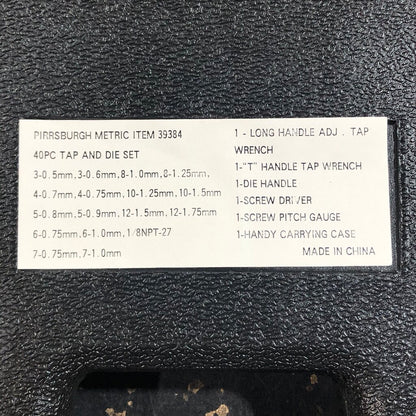 PIRRSBURGH METRIC ITEM 39384
40PC TAP AND DIE SET
3-0.5mm,3-0.6mm,8-1.0mm,8-1.25mm,
4-0.7mm,4-0.75mm,10-1.25mm,10-1.5mm
5-0.8mm,5-0.9mm,12-1.5mm,12-1.75mm
6-0.75mm,6-1.0mm,1/8NPT-27
7-0.75mm,7-1.0mm
1 - LONG HANDLE ADJ . TAP
WRENCH
1-"T" HANDLE TAP WRENCH
1-DIE HANDLE
1-SCREW DRIVER
1-SCREW PITCH GAUGE
1-HANDY CARRYING CASE
MADE IN CHINA